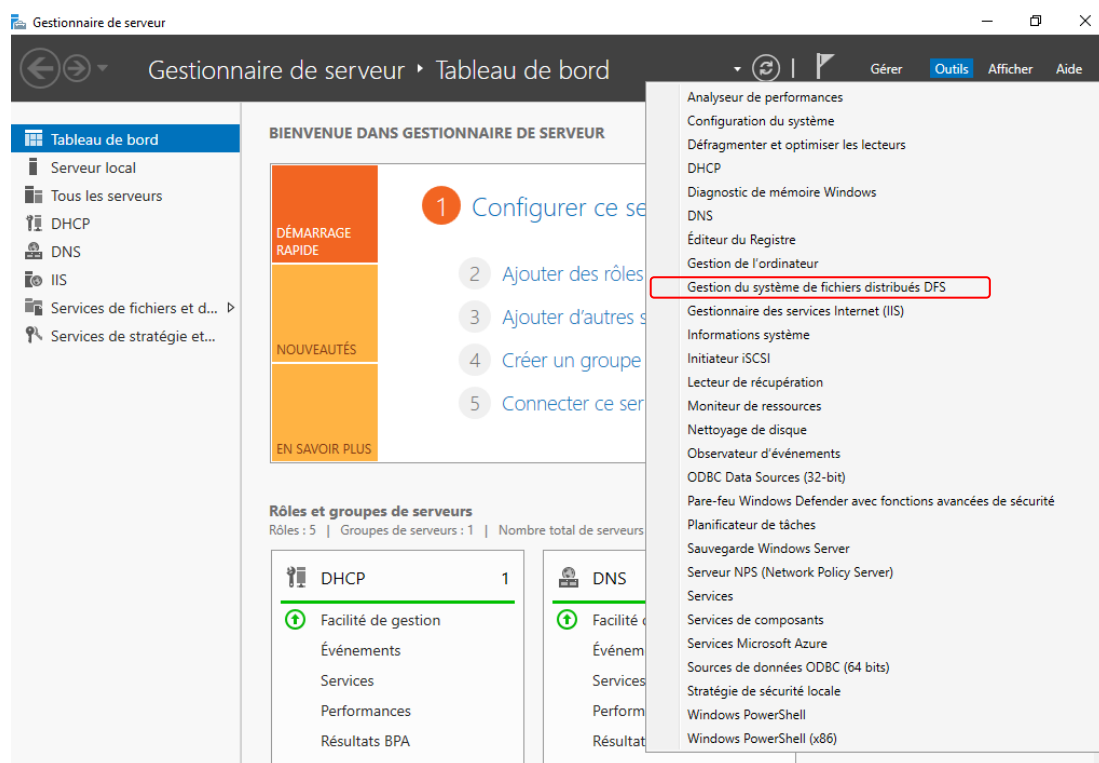 Gestionnaire de serveur
Gestionnaire de serveur ‣ Tableau de bord
Gérer Outils Afficher Aide
Tableau de bord
Serveur local
Tous les serveurs
DHCP
DNS
IIS
Services de fichiers et d...
Services de stratégie et...
BIENVENUE DANS GESTIONNAIRE DE SERVEUR
DÉMARRAGE
RAPIDE
NOUVEAUTÉS
EN SAVOIR PLUS
1 Configurer ce se
2 Ajouter des rôles
3 Ajouter d'autres s
4 Créer un groupe
5 Connecter ce ser
Rôles et groupes de serveurs
Rôles : 5 | Groupes de serveurs : 1 | Nombre total de serveurs
DHCP 1
Facilité de gestion
Événements
Services
Performances
Résultats BPA
DNS
Facilité
Événem
Services
Perform
Résultat
Analyseur de performances
Configuration du système
Défragmenter et optimiser les lecteurs
DHCP
Diagnostic de mémoire Windows
DNS
Éditeur du Registre
Gestion de l'ordinateur
Gestion du système de fichiers distribués DFS
Gestionnaire des services Internet (IIS)
Informations système
Initiateur iSCSI
Lecteur de récupération
Moniteur de ressources
Nettoyage de disque
Observateur d'événements
ODBC Data Sources (32-bit)
Pare-feu Windows Defender avec fonctions avancées de sécurité
Planificateur de tâches
Sauvegarde Windows Server
Serveur NPS (Network Policy Server)
Services
Services de composants
Services Microsoft Azure
Sources de données ODBC (64 bits)
Stratégie de sécurité locale
Windows PowerShell
Windows PowerShell (x86)